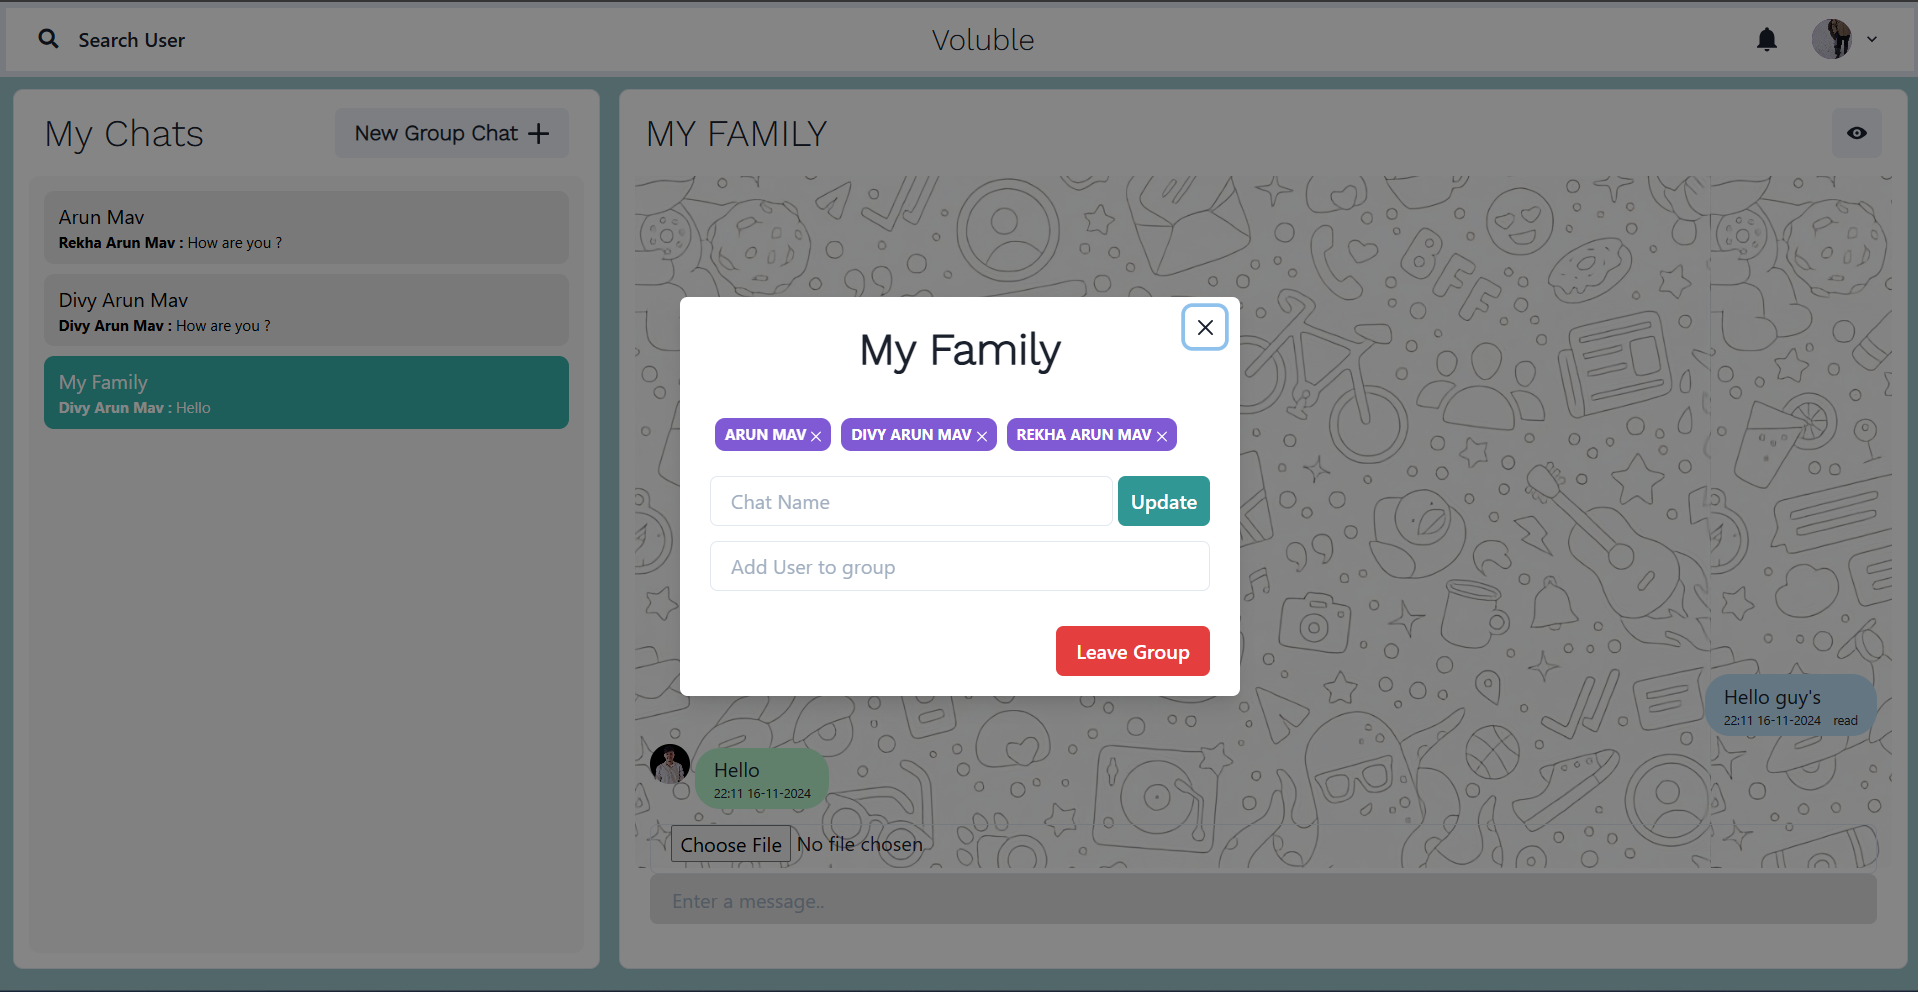 Search User
Voluble
My Chats
New Group Chat
Arun Mav
Rekha Arun Mav : How are you ?
Divy Arun Mav
Divy Arun Mav : How are you ?
My Family
Divy Arun Mav : Hello
MY FAMILY
BFF
My Family
ARUN MAV
DIVY ARUN MAV
REKHA ARUN MAV
Chat Name
Update
Add User to group
Leave Group
Hello guy's
22:11 16-11-2024 read
Hello
22:11 16-11-2024
Choose File No file chosen
Enter a message..